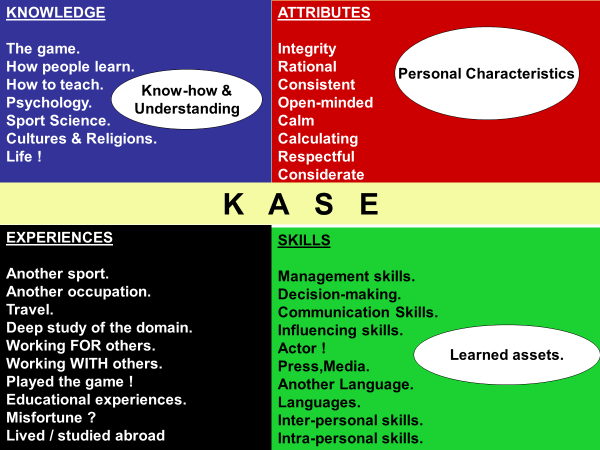 KNOWLEDGE
The game.
How people learn.
How to teach.
Psychology.
Sport Science.
Cultures & Religions.
Life !
Know-how &
Understanding
ATTRIBUTES
Integrity
Rational
Consistent
Open-minded
Calm
Calculating
Respectful
Considerate
Personal Characteristics
K A S E
EXPERIENCES
Another sport.
Another occupation.
Travel.
Deep study of the domain.
Working FOR others.
Working WITH others.
Played the game !
Educational experiences.
Misfortune ?
Lived / studied abroad
SKILLS
Management skills.
Decision-making.
Communication Skills.
Influencing skills.
Actor !
Press,Media.
Another Language.
Languages.
Inter-personal skills.
Intra-personal skills.
Learned assets.